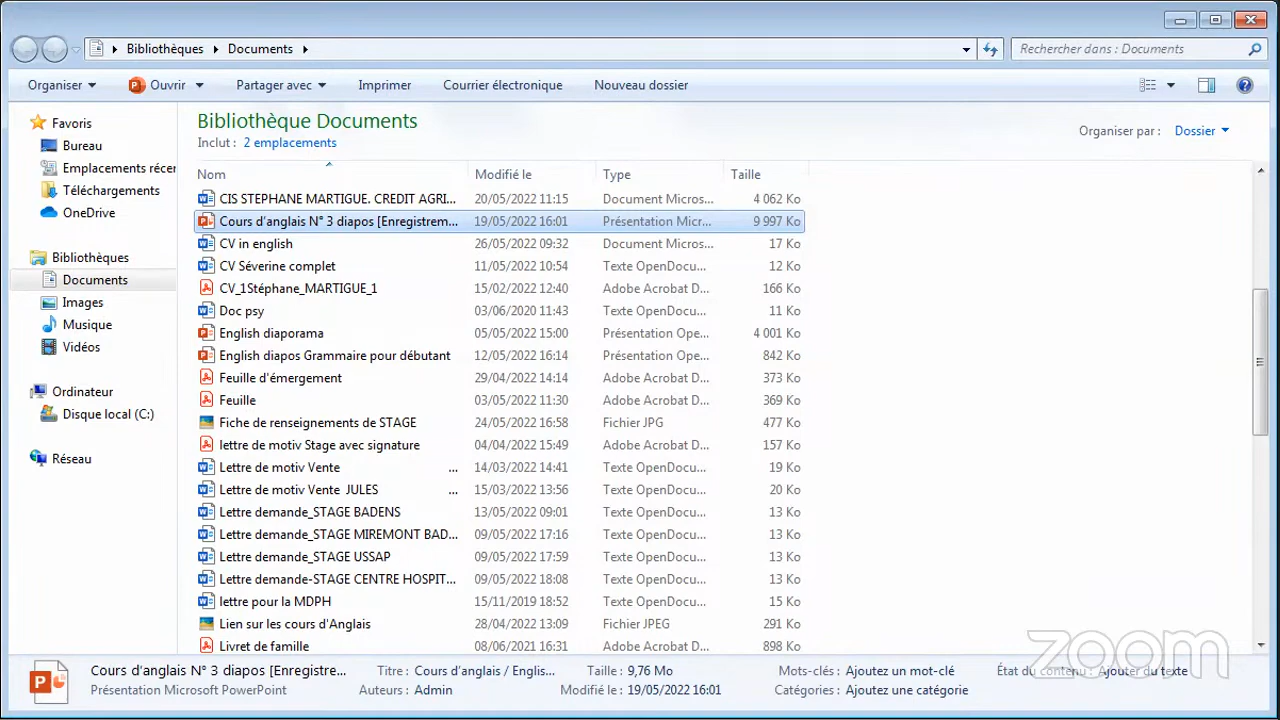 Bibliothèques Documents
Rechercher dans : Documents
Organiser Ouvrir Partager avec Imprimer Courrier électronique Nouveau dossier
Favoris
Bureau
Emplacements récer
Téléchargements
OneDrive
Bibliothèques
Documents
Images
Musique
Vidéos
Ordinateur
Disque local (C:)
Réseau
Bibliothèque Documents
Inclut : 2 emplacements
Organiser par : Dossier
Nom Modifié le Type Taille
CIS STEPHANE MARTIGUE. CREDIT AGRI... 20/05/2022 11:15 Document Micros... 4 062 Ko
Cours d'anglais N° 3 diapos [Enregistrem... 19/05/2022 16:01 Présentation Micr... 9 997 Ko
CV in english 26/05/2022 09:32 Document Micros... 17 Ko
CV Séverine complet 11/05/2022 10:54 Texte OpenDocu... 12 Ko
CV_1Stéphane_MARTIGUE_1 15/02/2022 12:40 Adobe Acrobat D... 166 Ko
Doc psy 03/06/2020 11:43 Texte OpenDocu... 11 Ko
English diaporama 05/05/2022 15:00 Présentation Ope... 4 001 Ko
English diapos Grammaire pour débutant 12/05/2022 16:14 Présentation Ope... 842 Ko
Feuille d'émergement 29/04/2022 14:14 Adobe Acrobat D... 373 Ko
Feuille 03/05/2022 11:30 Adobe Acrobat D... 369 Ko
Fiche de renseignements de STAGE 24/05/2022 16:58 Fichier JPG 477 Ko
lettre de motiv Stage avec signature 04/04/2022 15:49 Adobe Acrobat D... 157 Ko
Lettre de motiv Vente ... 14/03/2022 14:41 Texte OpenDocu... 19 Ko
Lettre de motiv Vente JULES ... 15/03/2022 13:56 Texte OpenDocu... 20 Ko
Lettre demande_STAGE BADENS 13/05/2022 09:01 Texte OpenDocu... 13 Ko
Lettre demande_STAGE MIREMONT BAD... 09/05/2022 17:16 Texte OpenDocu... 13 Ko
Lettre demande_STAGE USSAP 09/05/2022 17:59 Texte OpenDocu... 13 Ko
Lettre demande-STAGE CENTRE HOSPIT... 09/05/2022 18:08 Texte OpenDocu... 13 Ko
lettre pour la MDPH 15/11/2019 18:52 Texte OpenDocu... 15 Ko
Lien sur les cours d'Anglais 28/04/2022 13:09 Fichier JPEG 291 Ko
Livret de famille 08/06/2021 16:31 Adobe Acrobat D... 898 Ko
Cours d'anglais N° 3 diapos [Enregistre... Titre : Cours d'anglais / Englis... Taille : 9,76 Mo Mots-clés : Ajoutez un mot-clé État du contenu : Ajouter du texte
Présentation Microsoft PowerPoint Auteurs : Admin Modifié le : 19/05/2022 16:01 Catégories : Ajoutez une catégorie
zoom